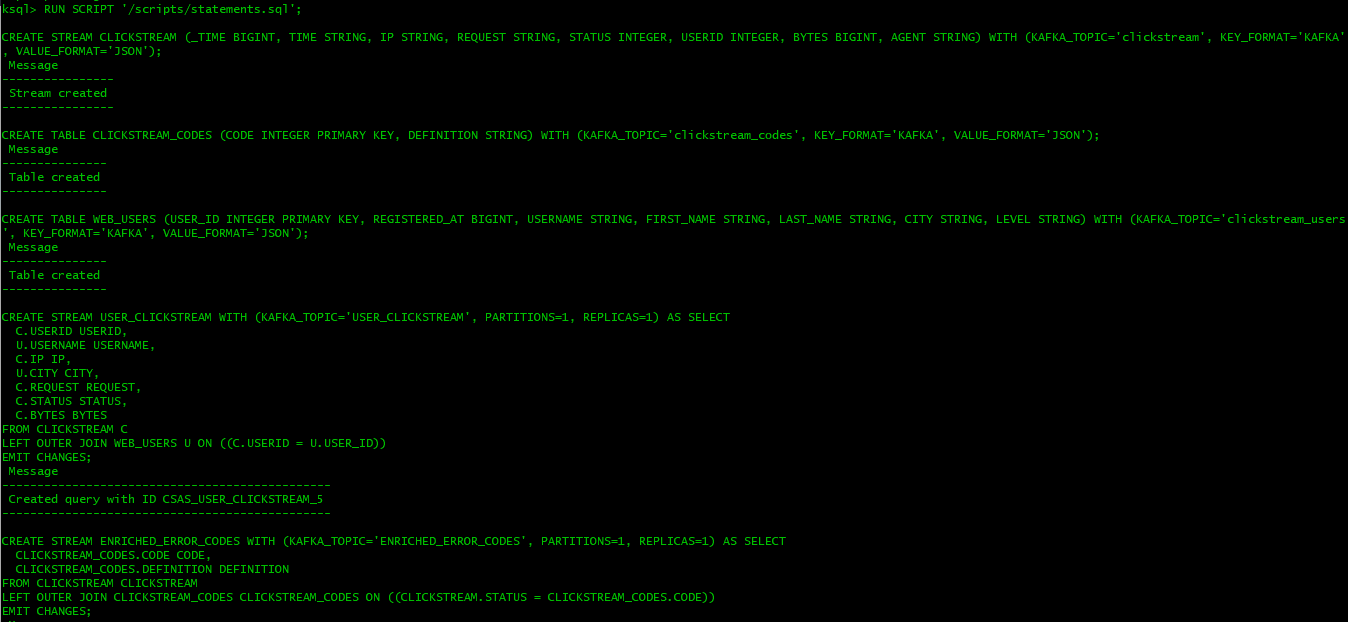 ksql> RUN SCRIPT '/scripts/statements.sql';
CREATE STREAM CLICKSTREAM (_TIME BIGINT, TIME STRING, IP STRING, REQUEST STRING, STATUS INTEGER, USERID INTEGER, BYTES BIGINT, AGENT STRING) WITH (KAFKA_TOPIC='clickstream', KEY_FORMAT='KAFKA'
, VALUE_FORMAT='JSON');
Message
----------------
Stream created
----------------
CREATE TABLE CLICKSTREAM_CODES (CODE INTEGER PRIMARY KEY, DEFINITION STRING) WITH (KAFKA_TOPIC='clickstream_codes', KEY_FORMAT='KAFKA', VALUE_FORMAT='JSON');
Message
---------------
Table created
---------------
CREATE TABLE WEB_USERS (USER_ID INTEGER PRIMARY KEY, REGISTERED_AT BIGINT, USERNAME STRING, FIRST_NAME STRING, LAST_NAME STRING, CITY STRING, LEVEL STRING) WITH (KAFKA_TOPIC='clickstream_users
', KEY_FORMAT='KAFKA', VALUE_FORMAT='JSON');
Message
---------------
Table created
---------------
CREATE STREAM USER_CLICKSTREAM WITH (KAFKA_TOPIC='USER_CLICKSTREAM', PARTITIONS=1, REPLICAS=1) AS SELECT
C.USERID USERID,
U.USERNAME USERNAME,
C.IP IP,
U.CITY CITY,
C.REQUEST REQUEST,
C.STATUS STATUS,
C.BYTES BYTES
FROM CLICKSTREAM C
LEFT OUTER JOIN WEB_USERS U ON ((C.USERID = U.USER_ID))
EMIT CHANGES;
Message
-----------------------------------------------
Created query with ID CSAS_USER_CLICKSTREAM_5
-----------------------------------------------
CREATE STREAM ENRICHED_ERROR_CODES WITH (KAFKA_TOPIC='ENRICHED_ERROR_CODES', PARTITIONS=1, REPLICAS=1) AS SELECT
CLICKSTREAM_CODES.CODE CODE,
CLICKSTREAM_CODES.DEFINITION DEFINITION
FROM CLICKSTREAM CLICKSTREAM
LEFT OUTER JOIN CLICKSTREAM_CODES CLICKSTREAM_CODES ON ((CLICKSTREAM.STATUS = CLICKSTREAM_CODES.CODE))
EMIT CHANGES;